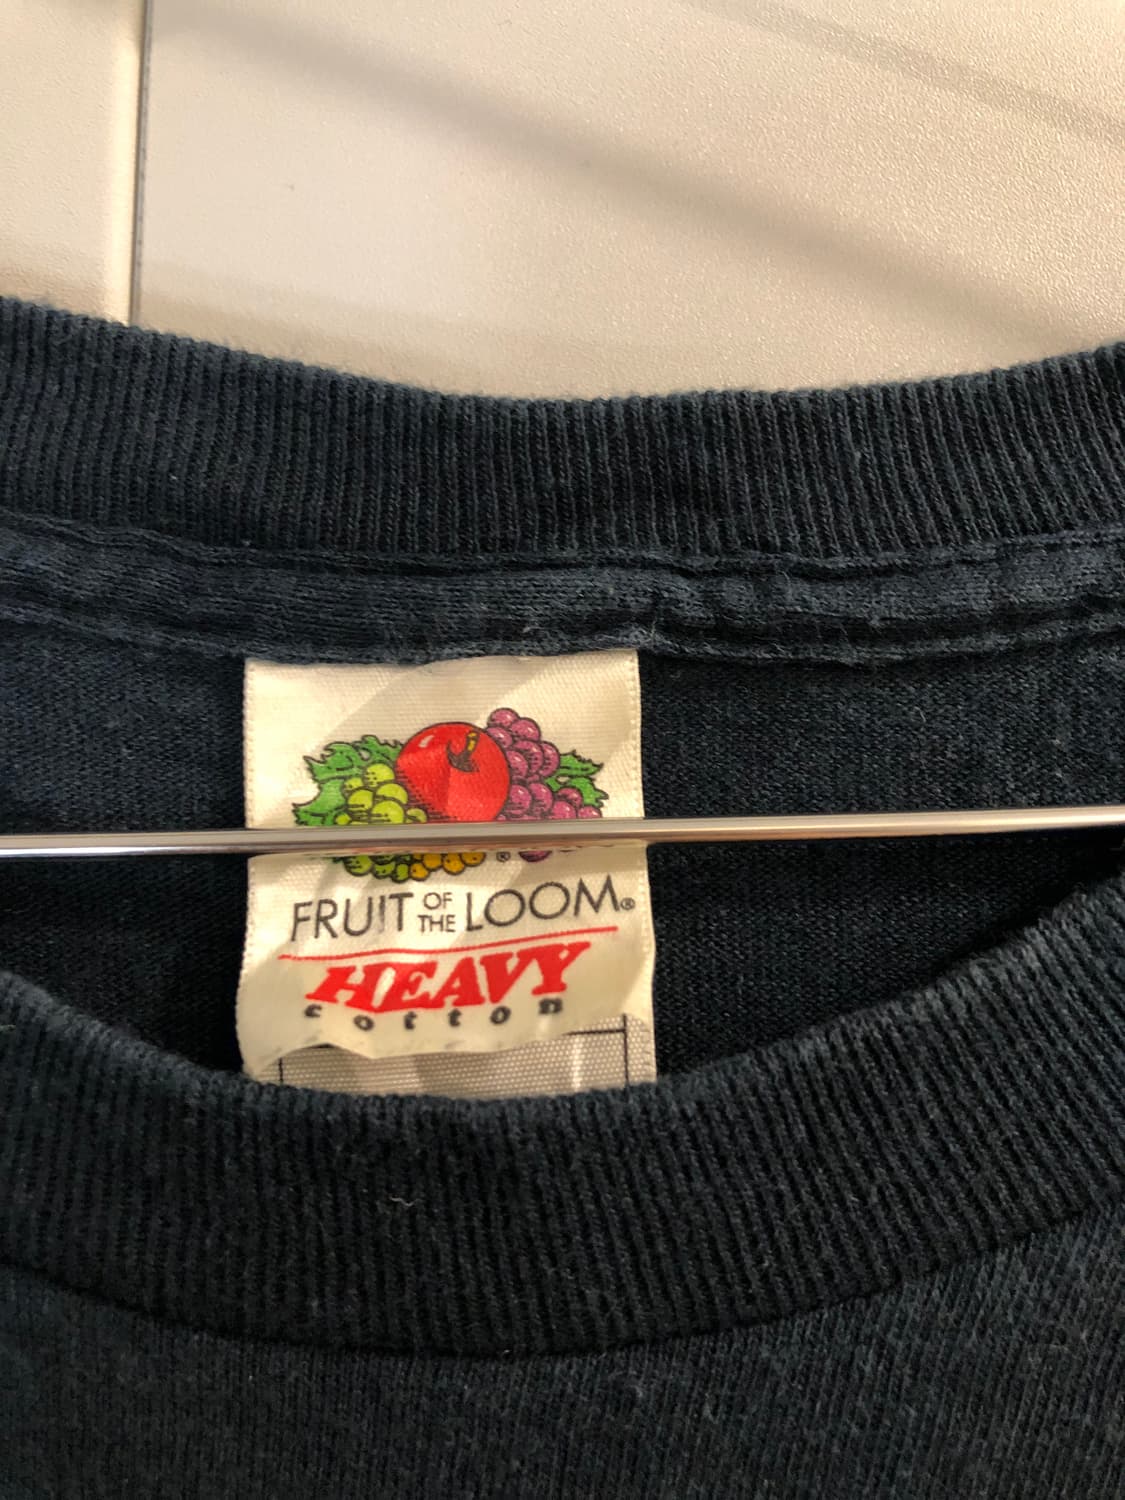 ®
FRUIT OF THE LOOM®
HEAVY
cotton